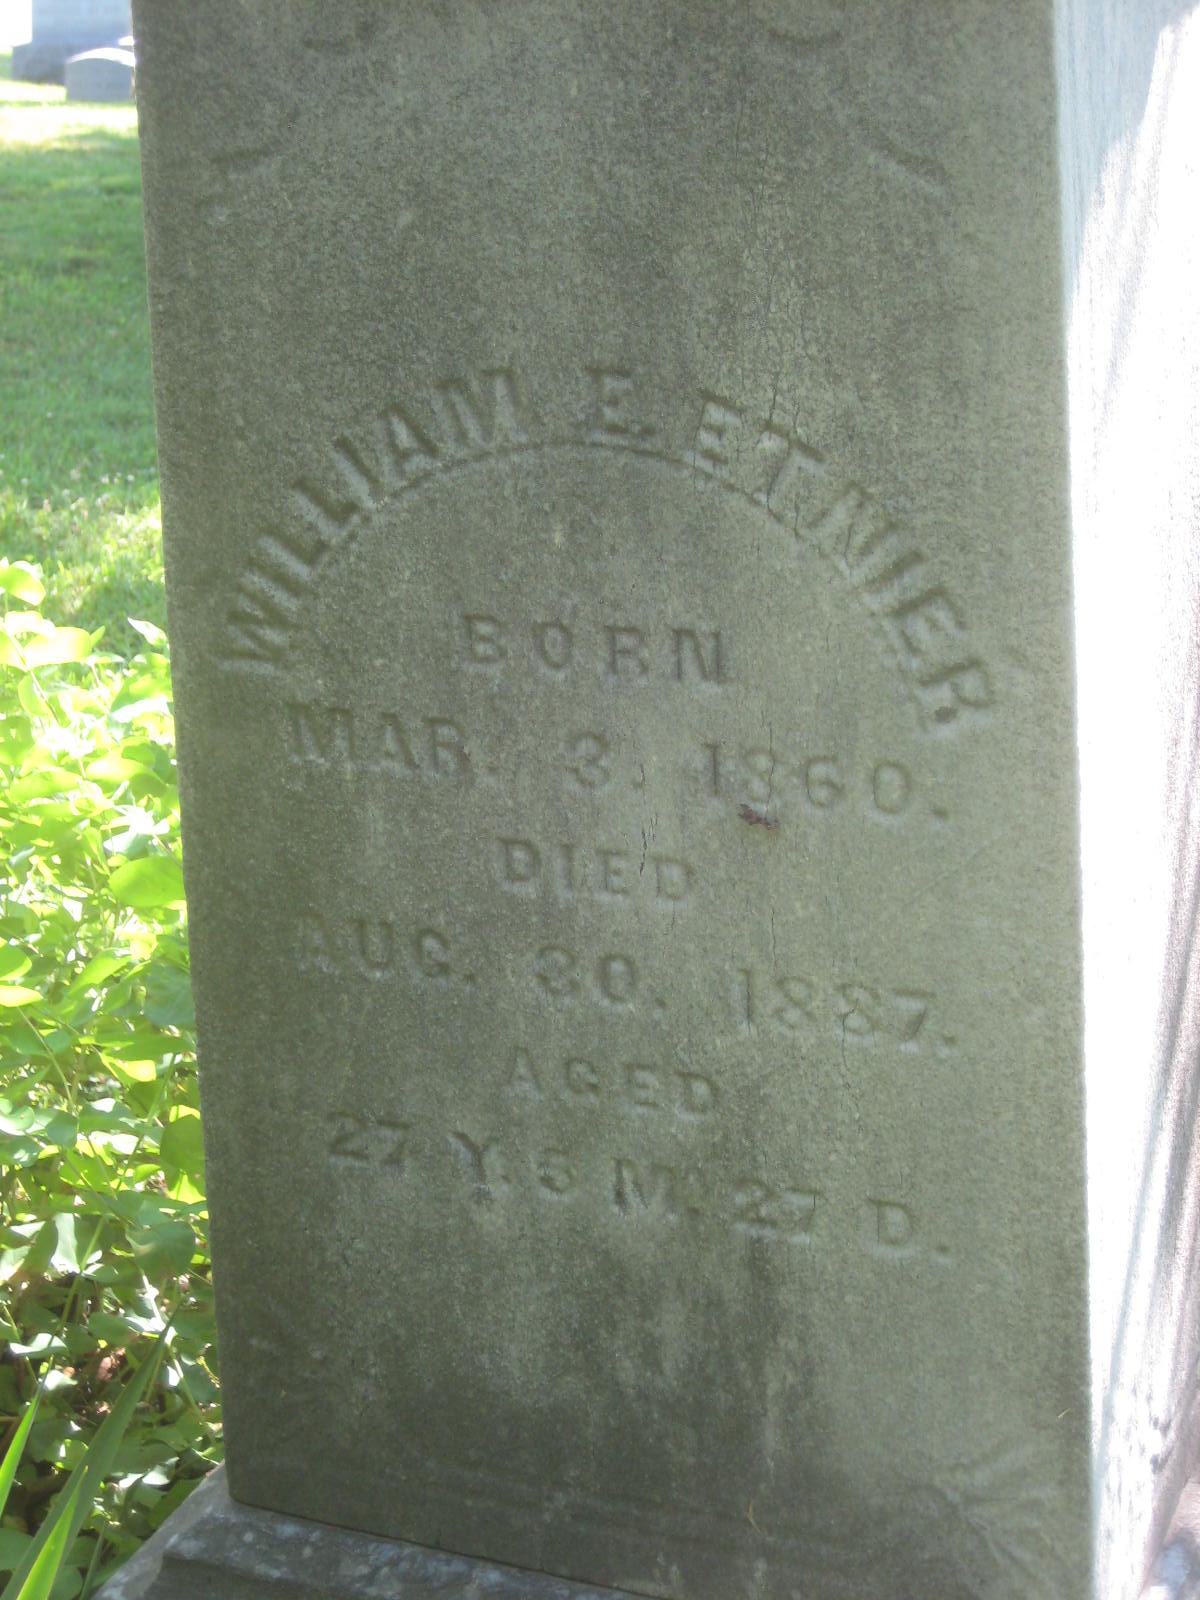 WILLIAM E. ETNIER.
BORN
MAR. 3. 1860.
DIED
AUG. 30. 1887.
AGED
27 Y. 5 M. 27 D.